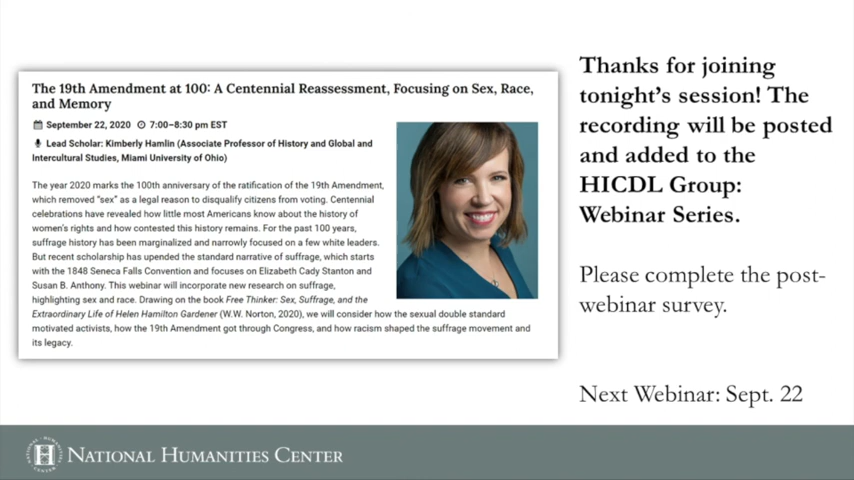 The 19th Amendment at 100: A Centennial Reassessment, Focusing on Sex, Race,
and Memory
September 22, 2020 7:00–8:30 pm EST
Lead Scholar: Kimberly Hamlin (Associate Professor of History and Global and
Intercultural Studies, Miami University of Ohio)
The year 2020 marks the 100th anniversary of the ratification of the 19th Amendment,
which removed "sex" as a legal reason to disqualify citizens from voting. Centennial
celebrations have revealed how little most Americans know about the history of
women's rights and how contested this history remains. For the past 100 years,
suffrage history has been marginalized and narrowly focused on a few white leaders.
But recent scholarship has upended the standard narrative of suffrage, which starts
with the 1848 Seneca Falls Convention and focuses on Elizabeth Cady Stanton and
Susan B. Anthony. This webinar will incorporate new research on suffrage,
highlighting sex and race. Drawing on the book Free Thinker: Sex, Suffrage, and the
Extraordinary Life of Helen Hamilton Gardener (W.W. Norton, 2020), we will consider how the sexual double standard
motivated activists, how the 19th Amendment got through Congress, and how racism shaped the suffrage movement and
its legacy.
Thanks for joining
tonight's session! The
recording will be posted
and added to the
HICDL Group:
Webinar Series.
Please complete the post-
webinar survey.
Next Webinar: Sept. 22
NATIONAL HUMANITIES CENTER